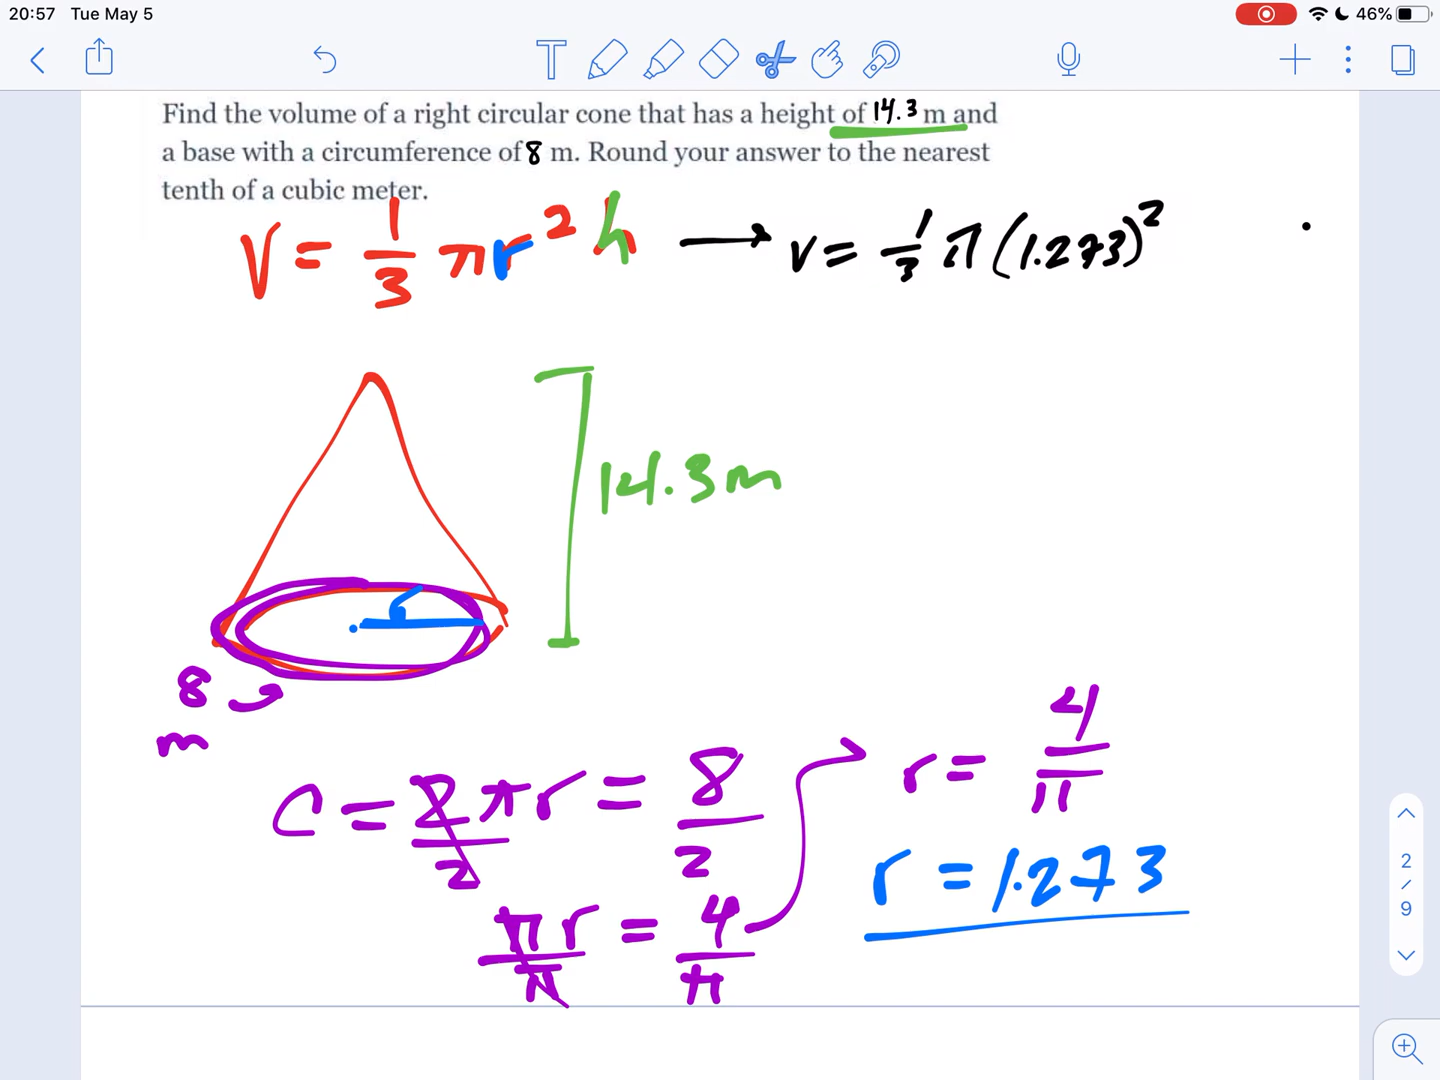 20:57 Tue May 5 46%
T
Find the volume of a right circular cone that has a height of 14.3 m and
a base with a circumference of 8 m. Round your answer to the nearest
tenth of a cubic meter.
V = 1/3 πr² h → V = 1/3 π(1.273)²
14.3m
8
m
C = 2πr/2 = 8/2
πr/π = 4/π
r = 4/π
r = 1.273
2
/
9